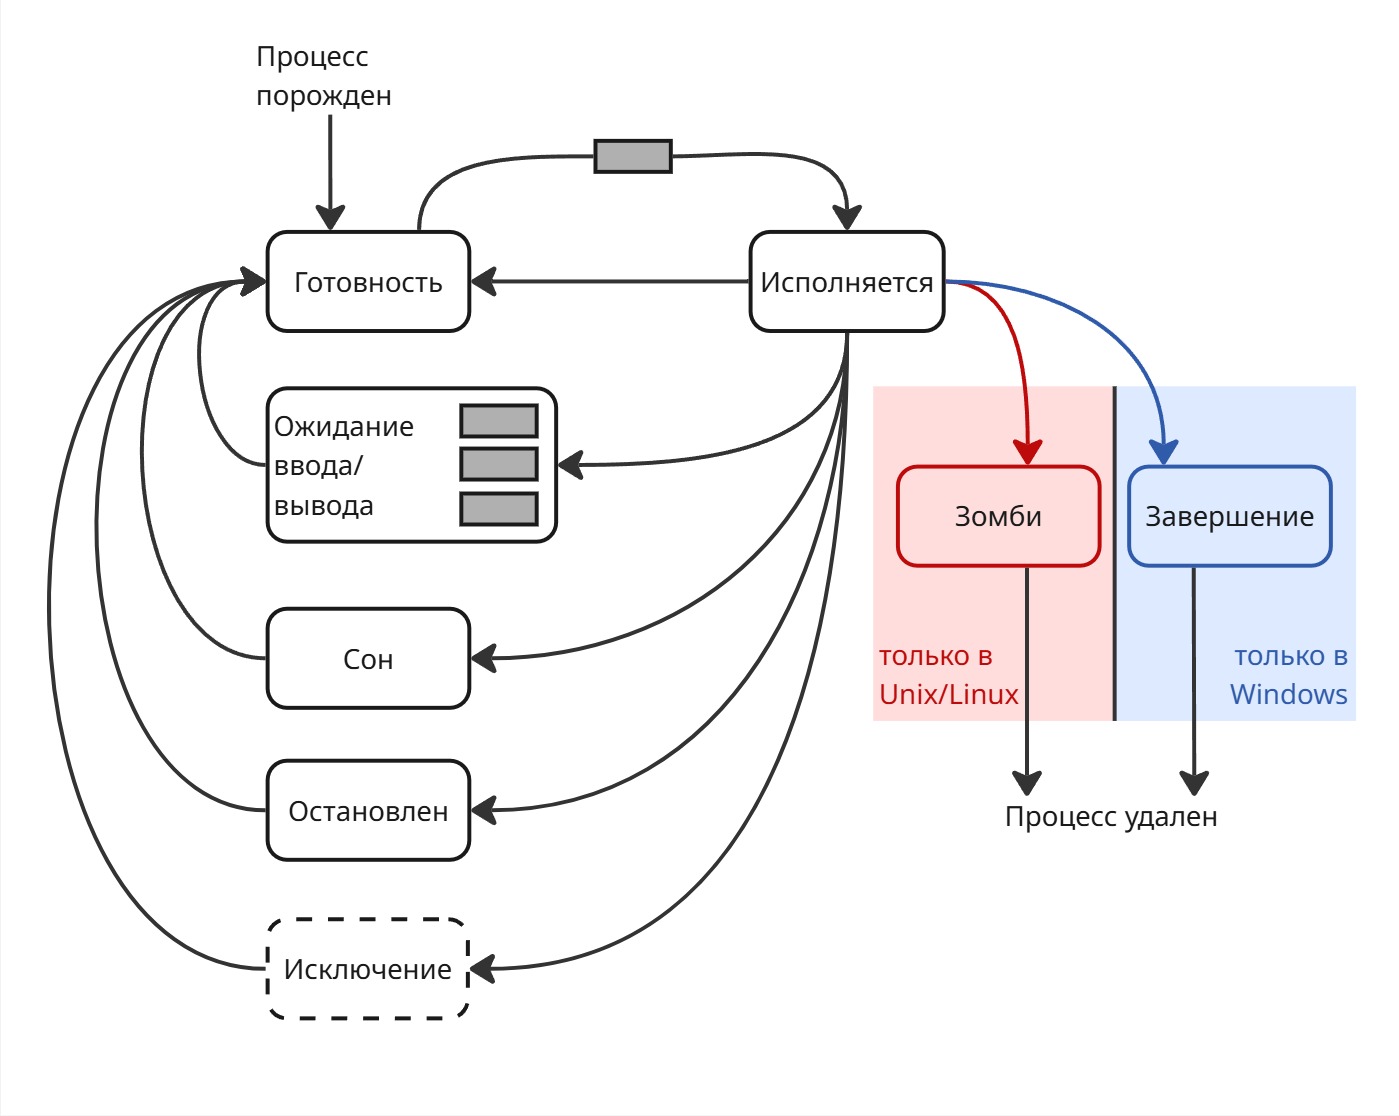 Процесс
порожден
Готовность
Исполняется
Ожидание
ввода/
вывода
Зомби
Завершение
Сон
только в
Unix/Linux
только в
Windows
Остановлен
Процесс удален
Исключение